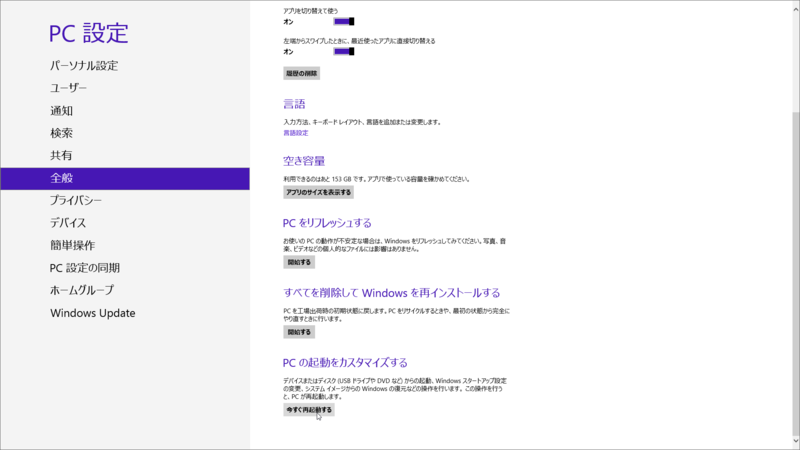 PC 設定
パーソナル設定
ユーザー
通知
検索
共有
全般
プライバシー
デバイス
簡単操作
PC 設定の同期
ホームグループ
Windows Update
アプリを切り替えて使う
オン
左端からスワイプしたときに、最近使ったアプリに直接切り替える
オン
履歴の削除
言語
入力方法、キーボード レイアウト、言語を追加または変更します。
言語設定
空き容量
利用できるのはあと 153 GB です。アプリで使っている容量を確かめてください。
アプリのサイズを表示する
PC をリフレッシュする
お使いの PC の動作が不安定な場合は、Windows をリフレッシュしてみてください。写真、音
楽、ビデオなどの個人的なファイルには影響はありません。
開始する
すべてを削除して Windows を再インストールする
PC を工場出荷時の初期状態に戻します。PC をリサイクルするときや、最初の状態から完全に
やり直すときに行います。
開始する
PC の起動をカスタマイズする
デバイスまたはディスク (USB ドライブや DVD など) からの起動、Windows スタートアップ設定
の変更、システム イメージからの Windows の復元などの操作を行います。この操作を行う
と、PC が再起動します。
今すぐ再起動する